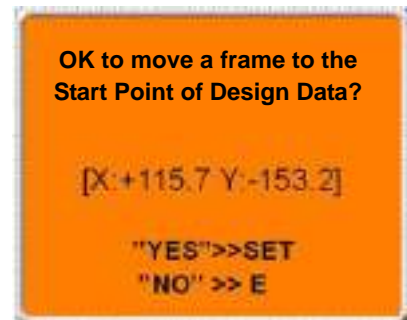 OK to move a frame to the
Start Point of Design Data?
[X:+115.7 Y:-153.2]
"YES">>SET
"NO" >> E